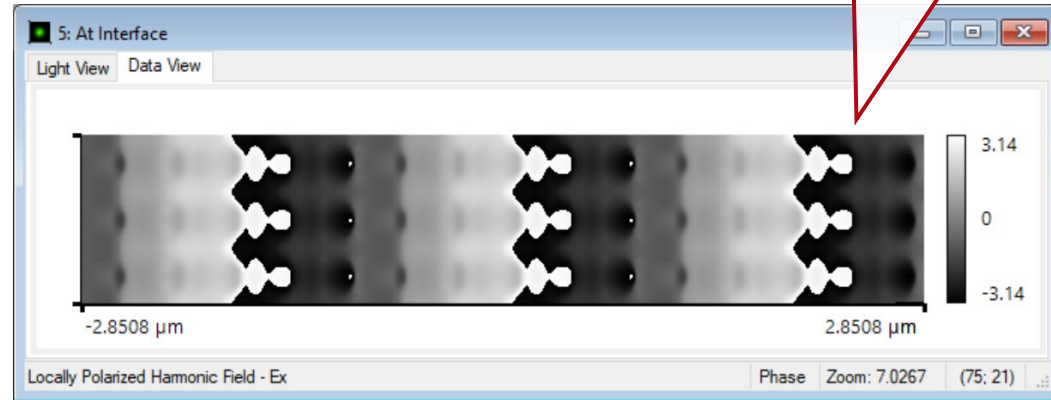 5: At Interface
Light View Data View
3.14
0
-3.14
-2.8508 µm 2.8508 µm
Locally Polarized Harmonic Field - Ex Phase Zoom: 7.0267 (75; 21)